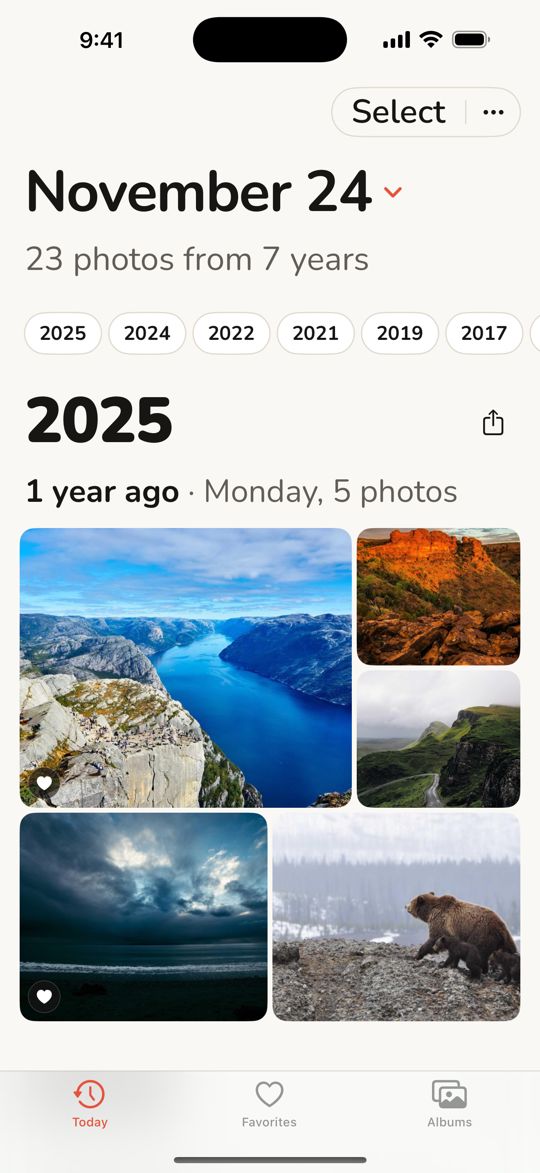 9:41
Select
November 24
23 photos from 7 years
2025 2024 2022 2021 2019 2017
2025
1 year ago · Monday, 5 photos
Today Favorites Albums